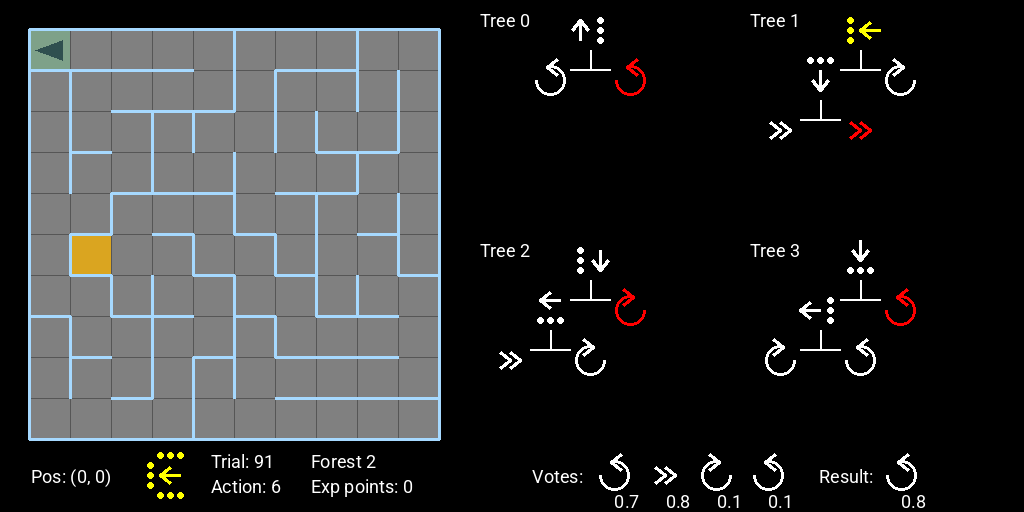 Tree 0
Tree 1
Tree 2
Tree 3
Pos: (0, 0)
Trial: 91
Forest 2
Action: 6
Exp points: 0
Votes:
0.7
0.8
0.1
0.1
Result:
0.8